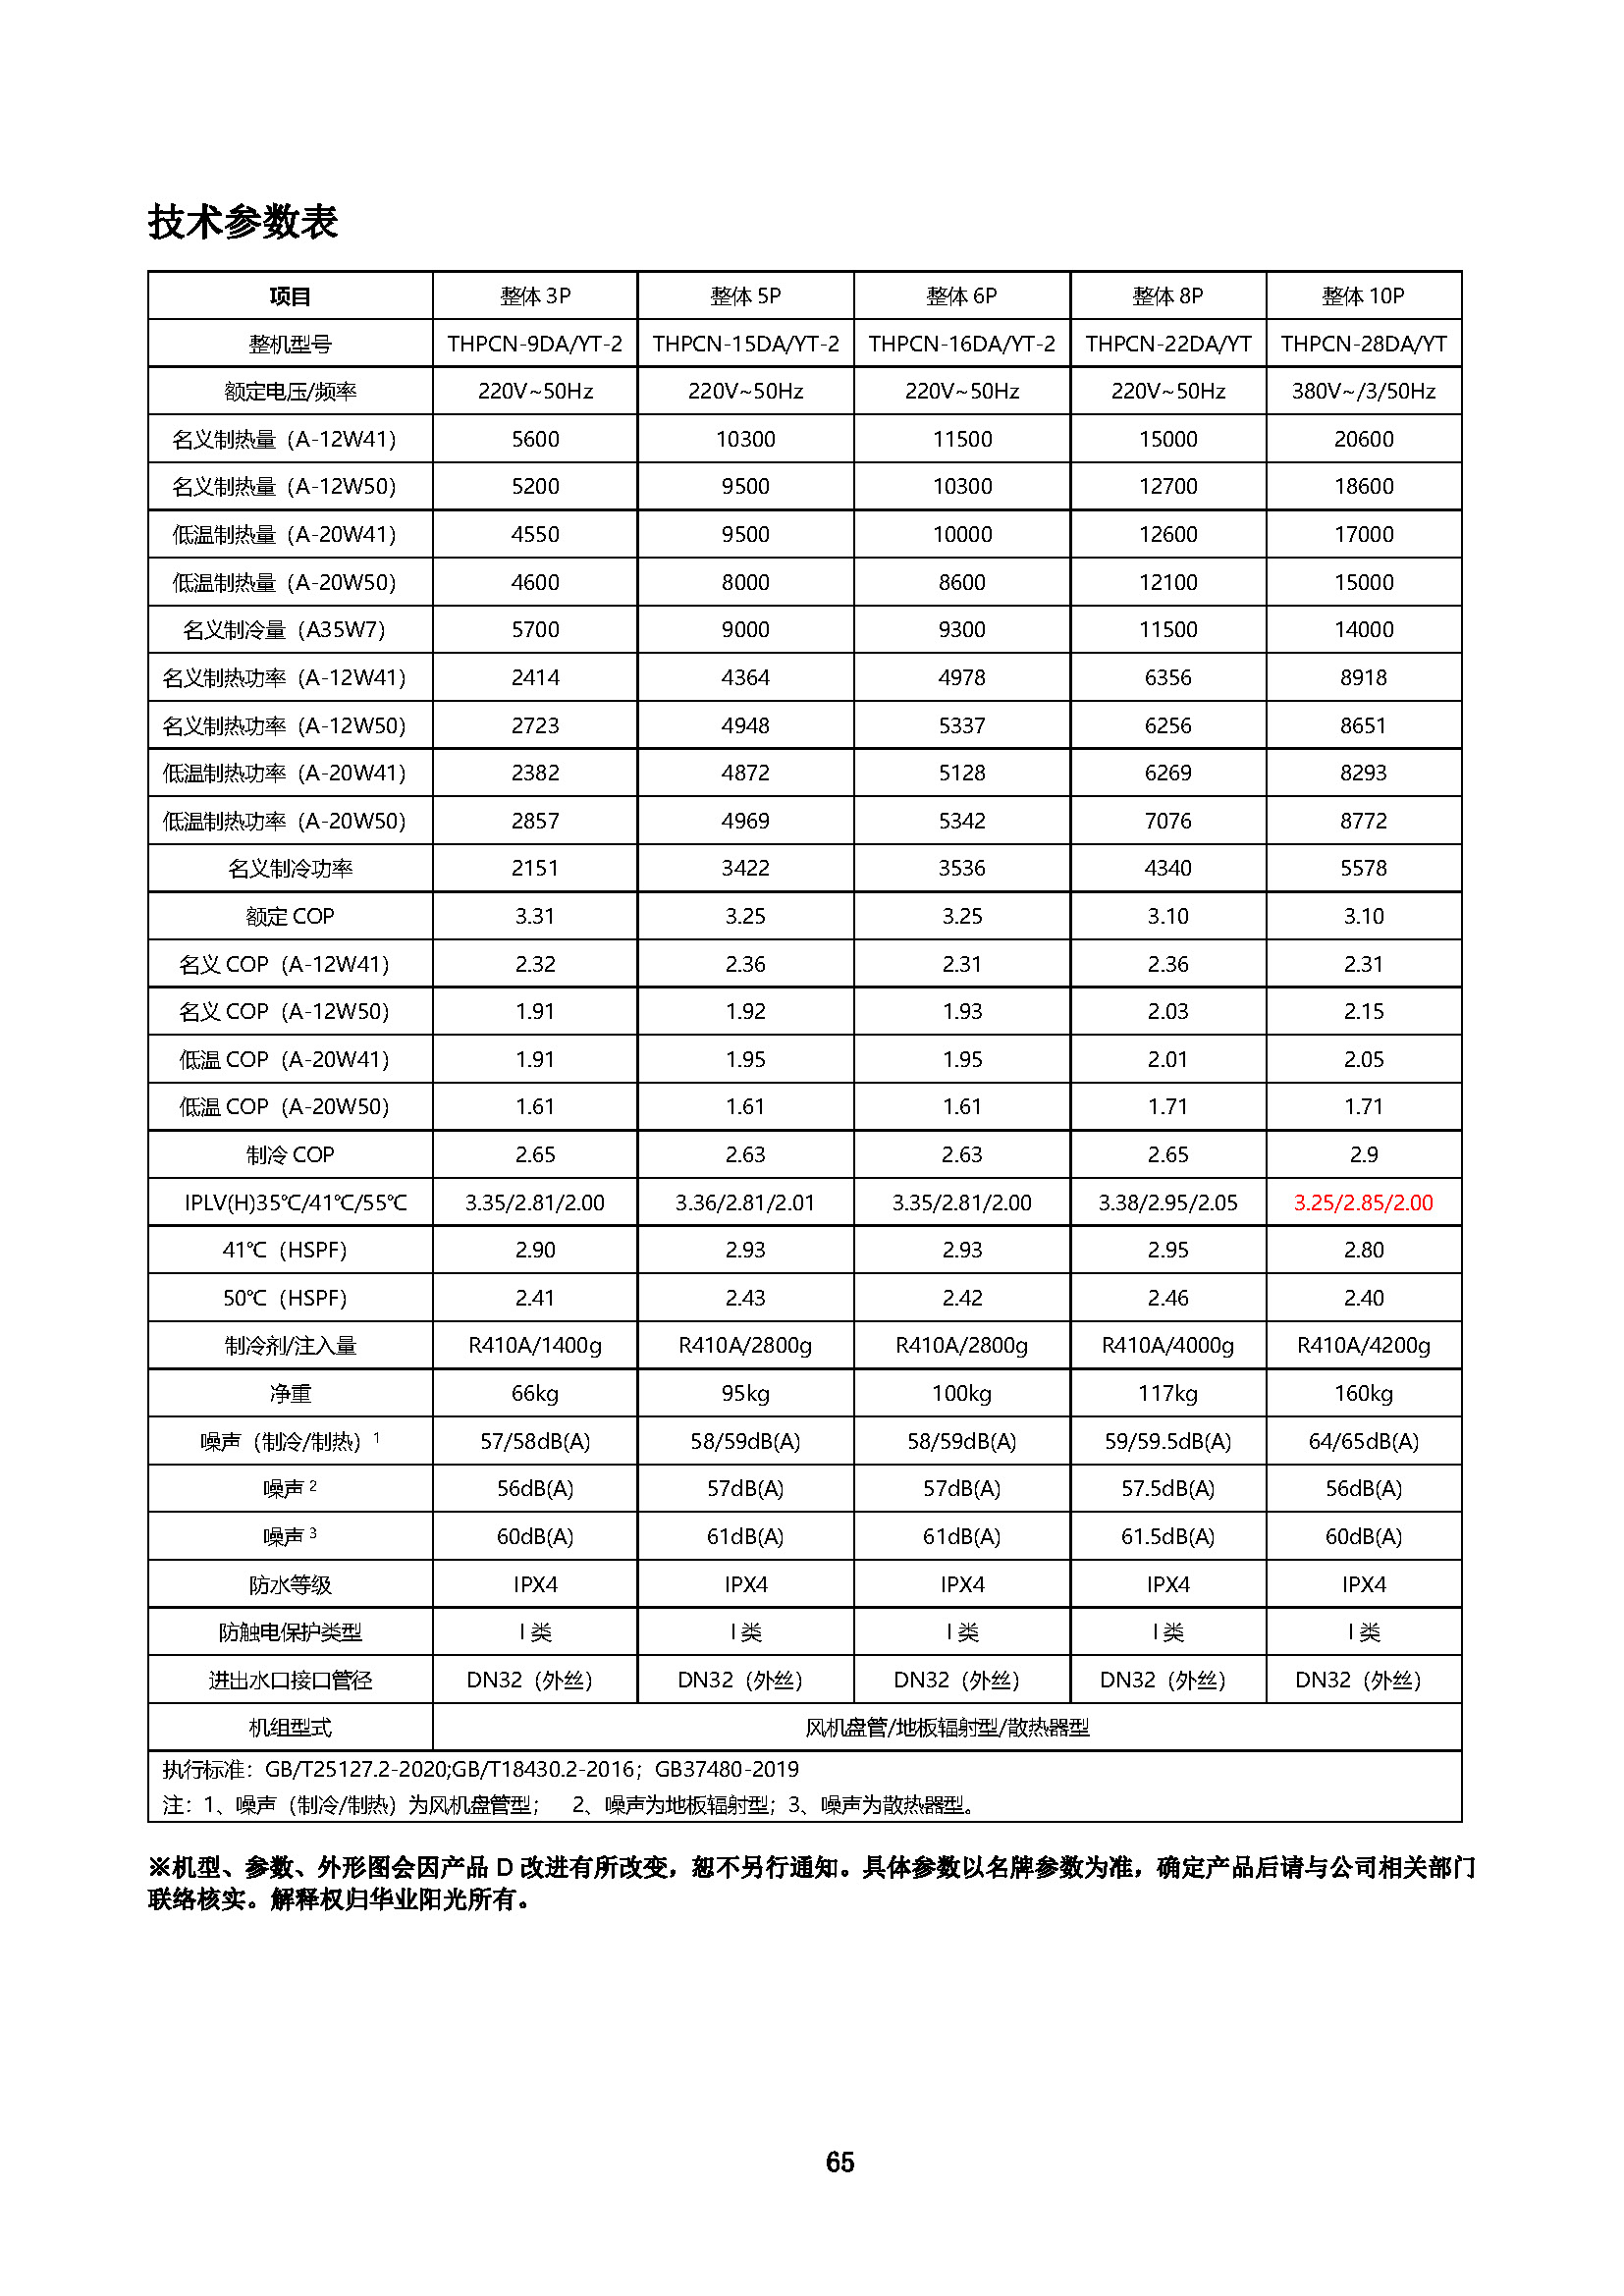 技术参数表
项目 整体 3P 整体 5P 整体 6P 整体 8P 整体 10P
整机型号 THPCN-9DA/YT-2 THPCN-15DA/YT-2 THPCN-16DA/YT-2 THPCN-22DA/YT THPCN-28DA/YT
额定电压/频率 220V~50Hz 220V~50Hz 220V~50Hz 220V~50Hz 380V~/3/50Hz
名义制热量（A-12W41） 5600 10300 11500 15000 20600
名义制热量（A-12W50） 5200 9500 10300 12700 18600
低温制热量（A-20W41） 4550 9500 10000 12600 17000
低温制热量（A-20W50） 4600 8000 8600 12100 15000
名义制冷量（A35W7） 5700 9000 9300 11500 14000
名义制热功率（A-12W41） 2414 4364 4978 6356 8918
名义制热功率（A-12W50） 2723 4948 5337 6256 8651
低温制热功率（A-20W41） 2382 4872 5128 6269 8293
低温制热功率（A-20W50） 2857 4969 5342 7076 8772
名义制冷功率 2151 3422 3536 4340 5578
额定 COP 3.31 3.25 3.25 3.10 3.10
名义 COP（A-12W41） 2.32 2.36 2.31 2.36 2.31
名义 COP（A-12W50） 1.91 1.92 1.93 2.03 2.15
低温 COP（A-20W41） 1.91 1.95 1.95 2.01 2.05
低温 COP（A-20W50） 1.61 1.61 1.61 1.71 1.71
制冷 COP 2.65 2.63 2.63 2.65 2.9
IPLV(H)35℃/41℃/55℃ 3.35/2.81/2.00 3.36/2.81/2.01 3.35/2.81/2.00 3.38/2.95/2.05 3.25/2.85/2.00
41℃（HSPF） 2.90 2.93 2.93 2.95 2.80
50℃（HSPF） 2.41 2.43 2.42 2.46 2.40
制冷剂/注入量 R410A/1400g R410A/2800g R410A/2800g R410A/4000g R410A/4200g
净重 66kg 95kg 100kg 117kg 160kg
噪声（制冷/制热）¹ 57/58dB(A) 58/59dB(A) 58/59dB(A) 59/59.5dB(A) 64/65dB(A)
噪声² 56dB(A) 57dB(A) 57dB(A) 57.5dB(A) 56dB(A)
噪声³ 60dB(A) 61dB(A) 61dB(A) 61.5dB(A) 60dB(A)
防水等级 IPX4 IPX4 IPX4 IPX4 IPX4
防触电保护类型 I 类 I 类 I 类 I 类 I 类
进出水口接口管径 DN32（外丝） DN32（外丝） DN32（外丝） DN32（外丝） DN32（外丝）
机组型式 风机盘管/地板辐射型/散热器型
执行标准：GB/T25127.2-2020;GB/T18430.2-2016；GB37480-2019
注：1、噪声（制冷/制热）为风机盘管型； 2、噪声为地板辐射型；3、噪声为散热器型。
※机型、参数、外形图会因产品 D 改进有所改变，恕不另行通知。具体参数以名牌参数为准，确定产品后请与公司相关部门
联络核实。解释权归华业阳光所有。
65